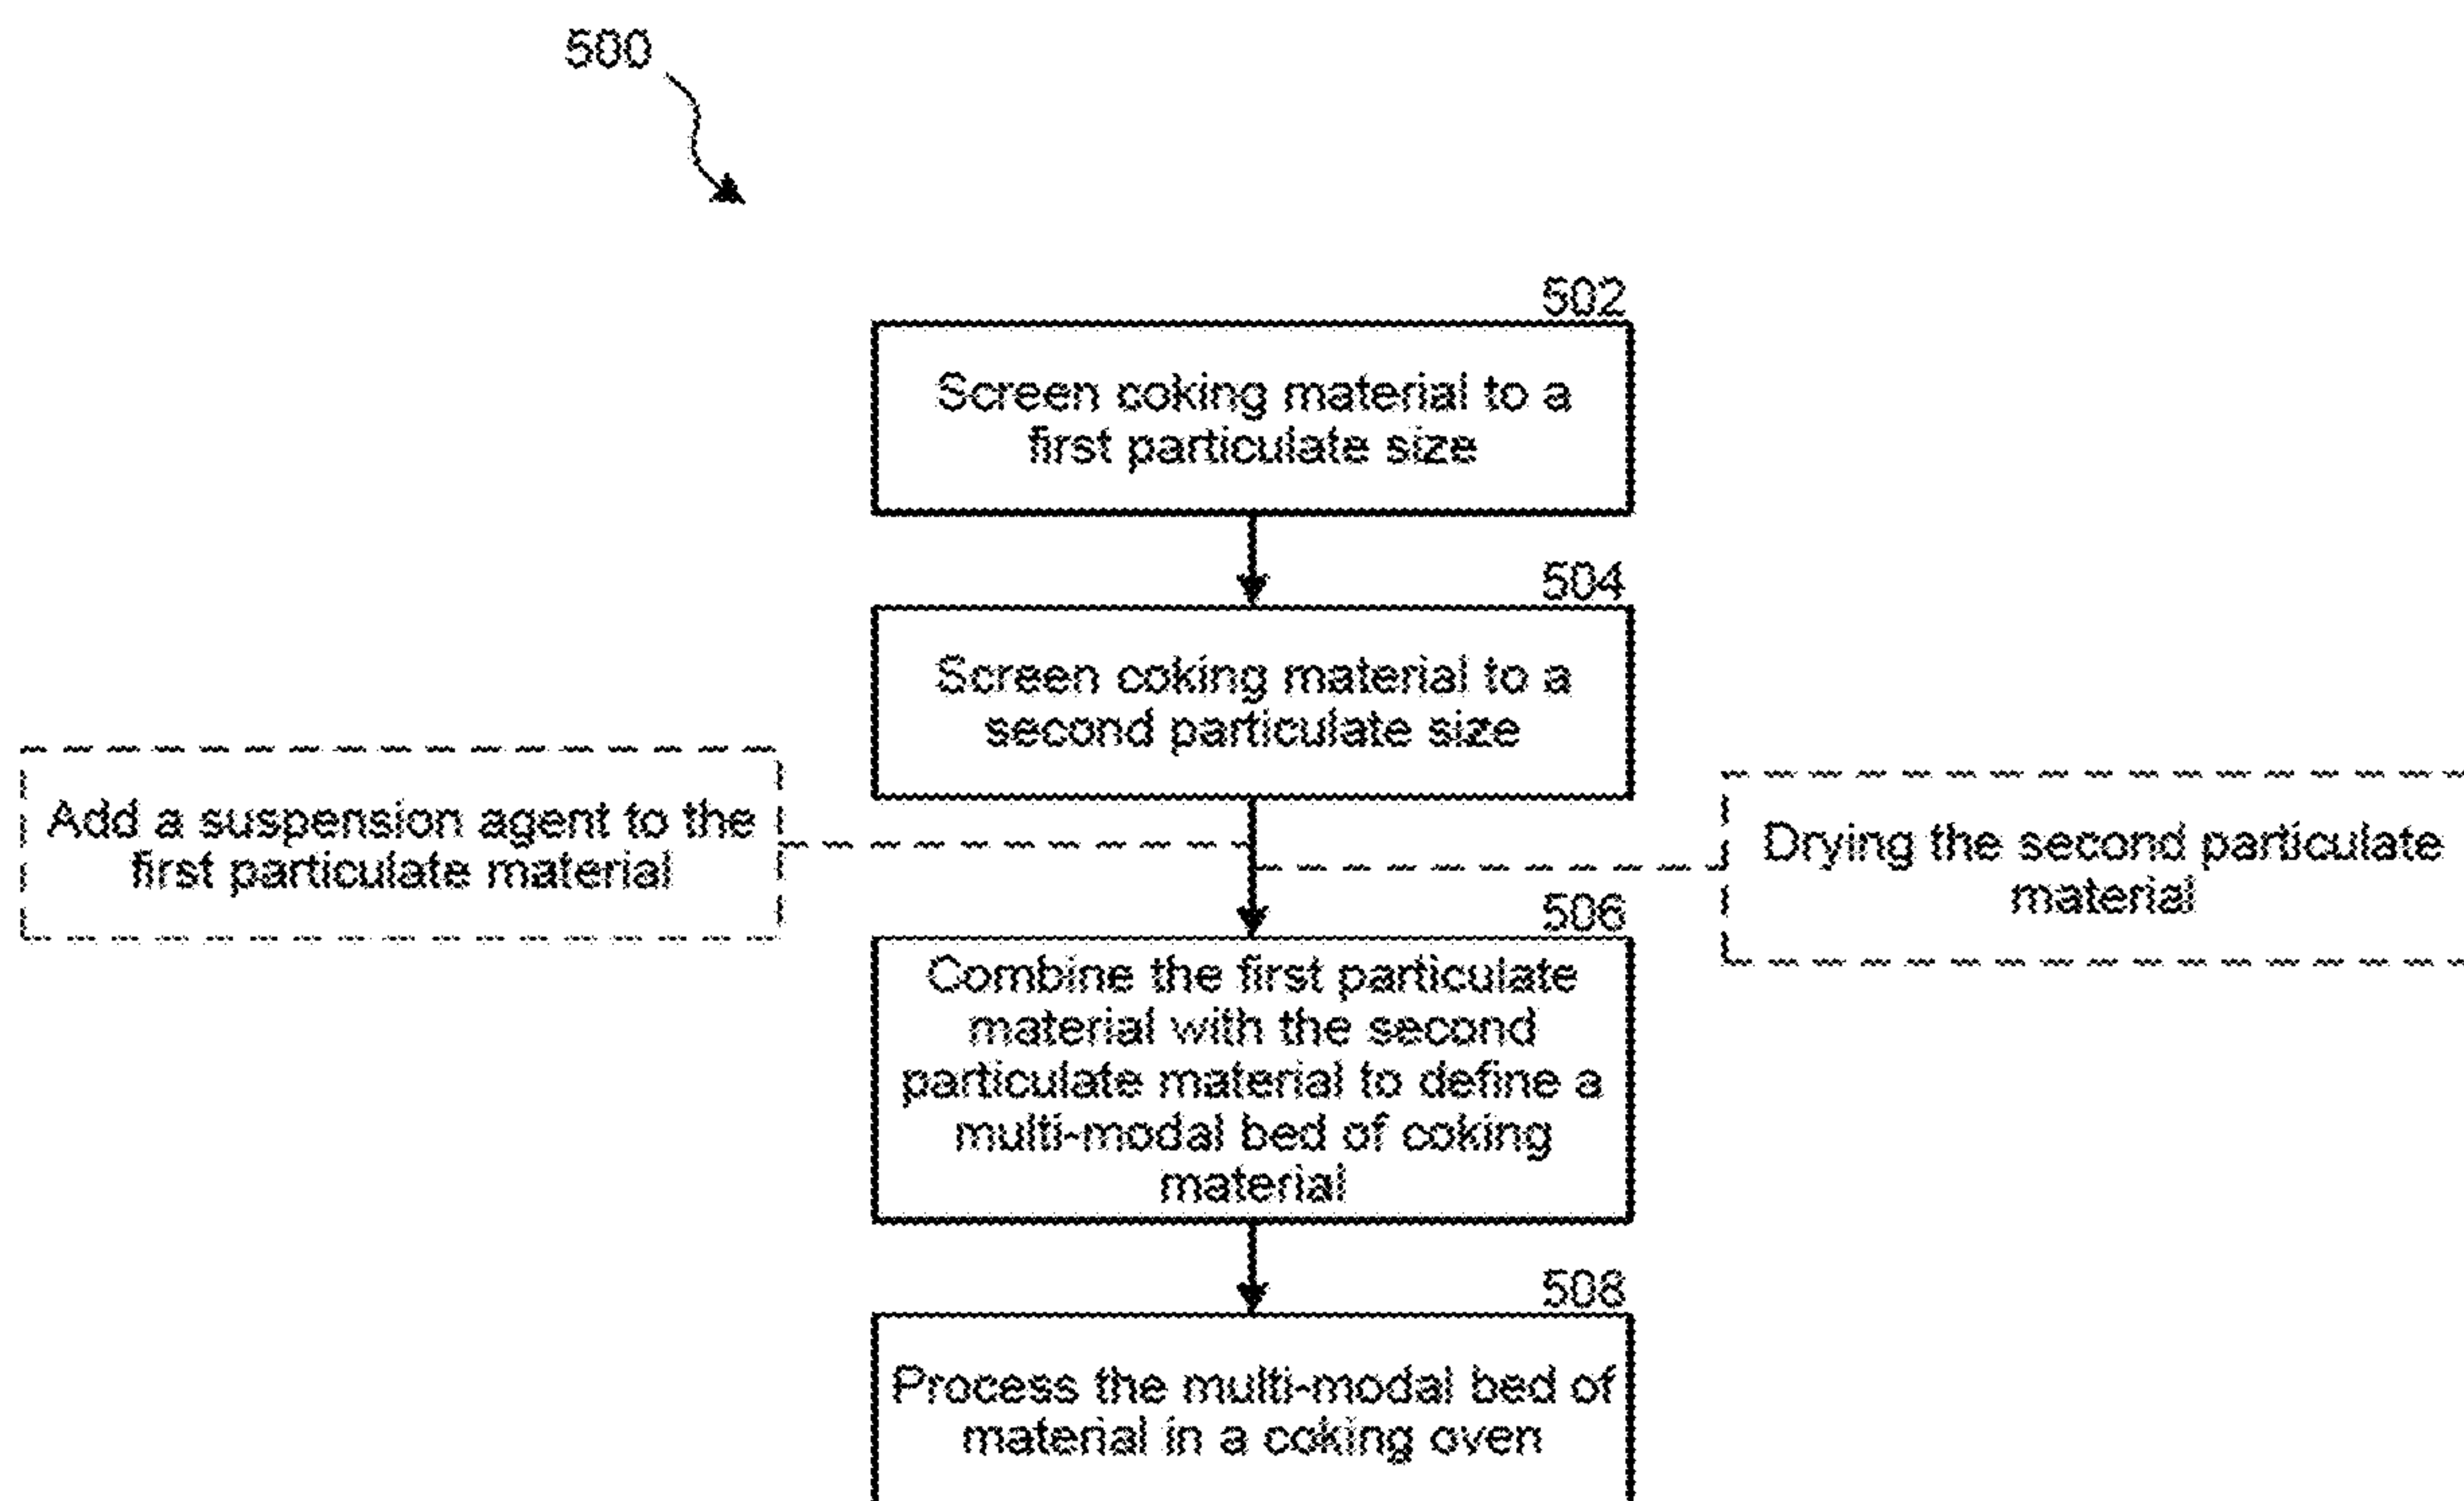 500
502
Screen coking material to a
first particulate size
504
Screen coking material to a
second particulate size
Add a suspension agent to the
first particulate material
Drying the second particulate
material
506
Combine the first particulate
material with the second
particulate material to define a
multi-modal bed of coking
material
508
Process the multi-modal bed of
material in a coking oven